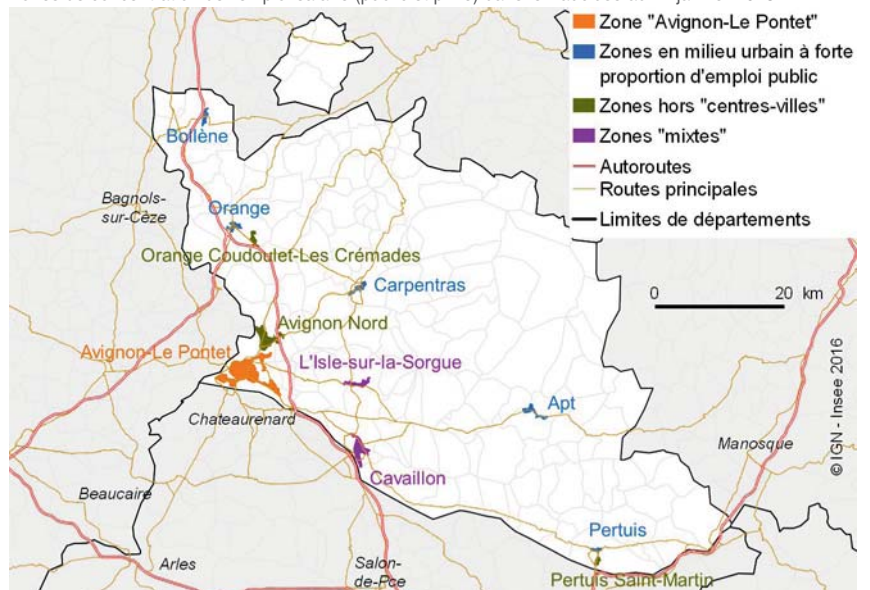 Zone "Avignon-Le Pontet"
Zones en milieu urbain à forte
proportion d'emploi public
Zones hors "centres-villes"
Zones "mixtes"
Autoroutes
Routes principales
Limites de départements
Bollène
Bagnols-
sur-Cèze
Orange
Orange Coudoulet-Les Crémades
Carpentras
0 20 km
Avignon Nord
Avignon-Le Pontet
L'Isle-sur-la-Sorgue
Apt
Chateaurenard
Manosque
Cavaillon
Beaucaire
Pertuis
Arles
Salon-
de-Pce
Pertuis Saint-Martin
© IGN - Insee 2016